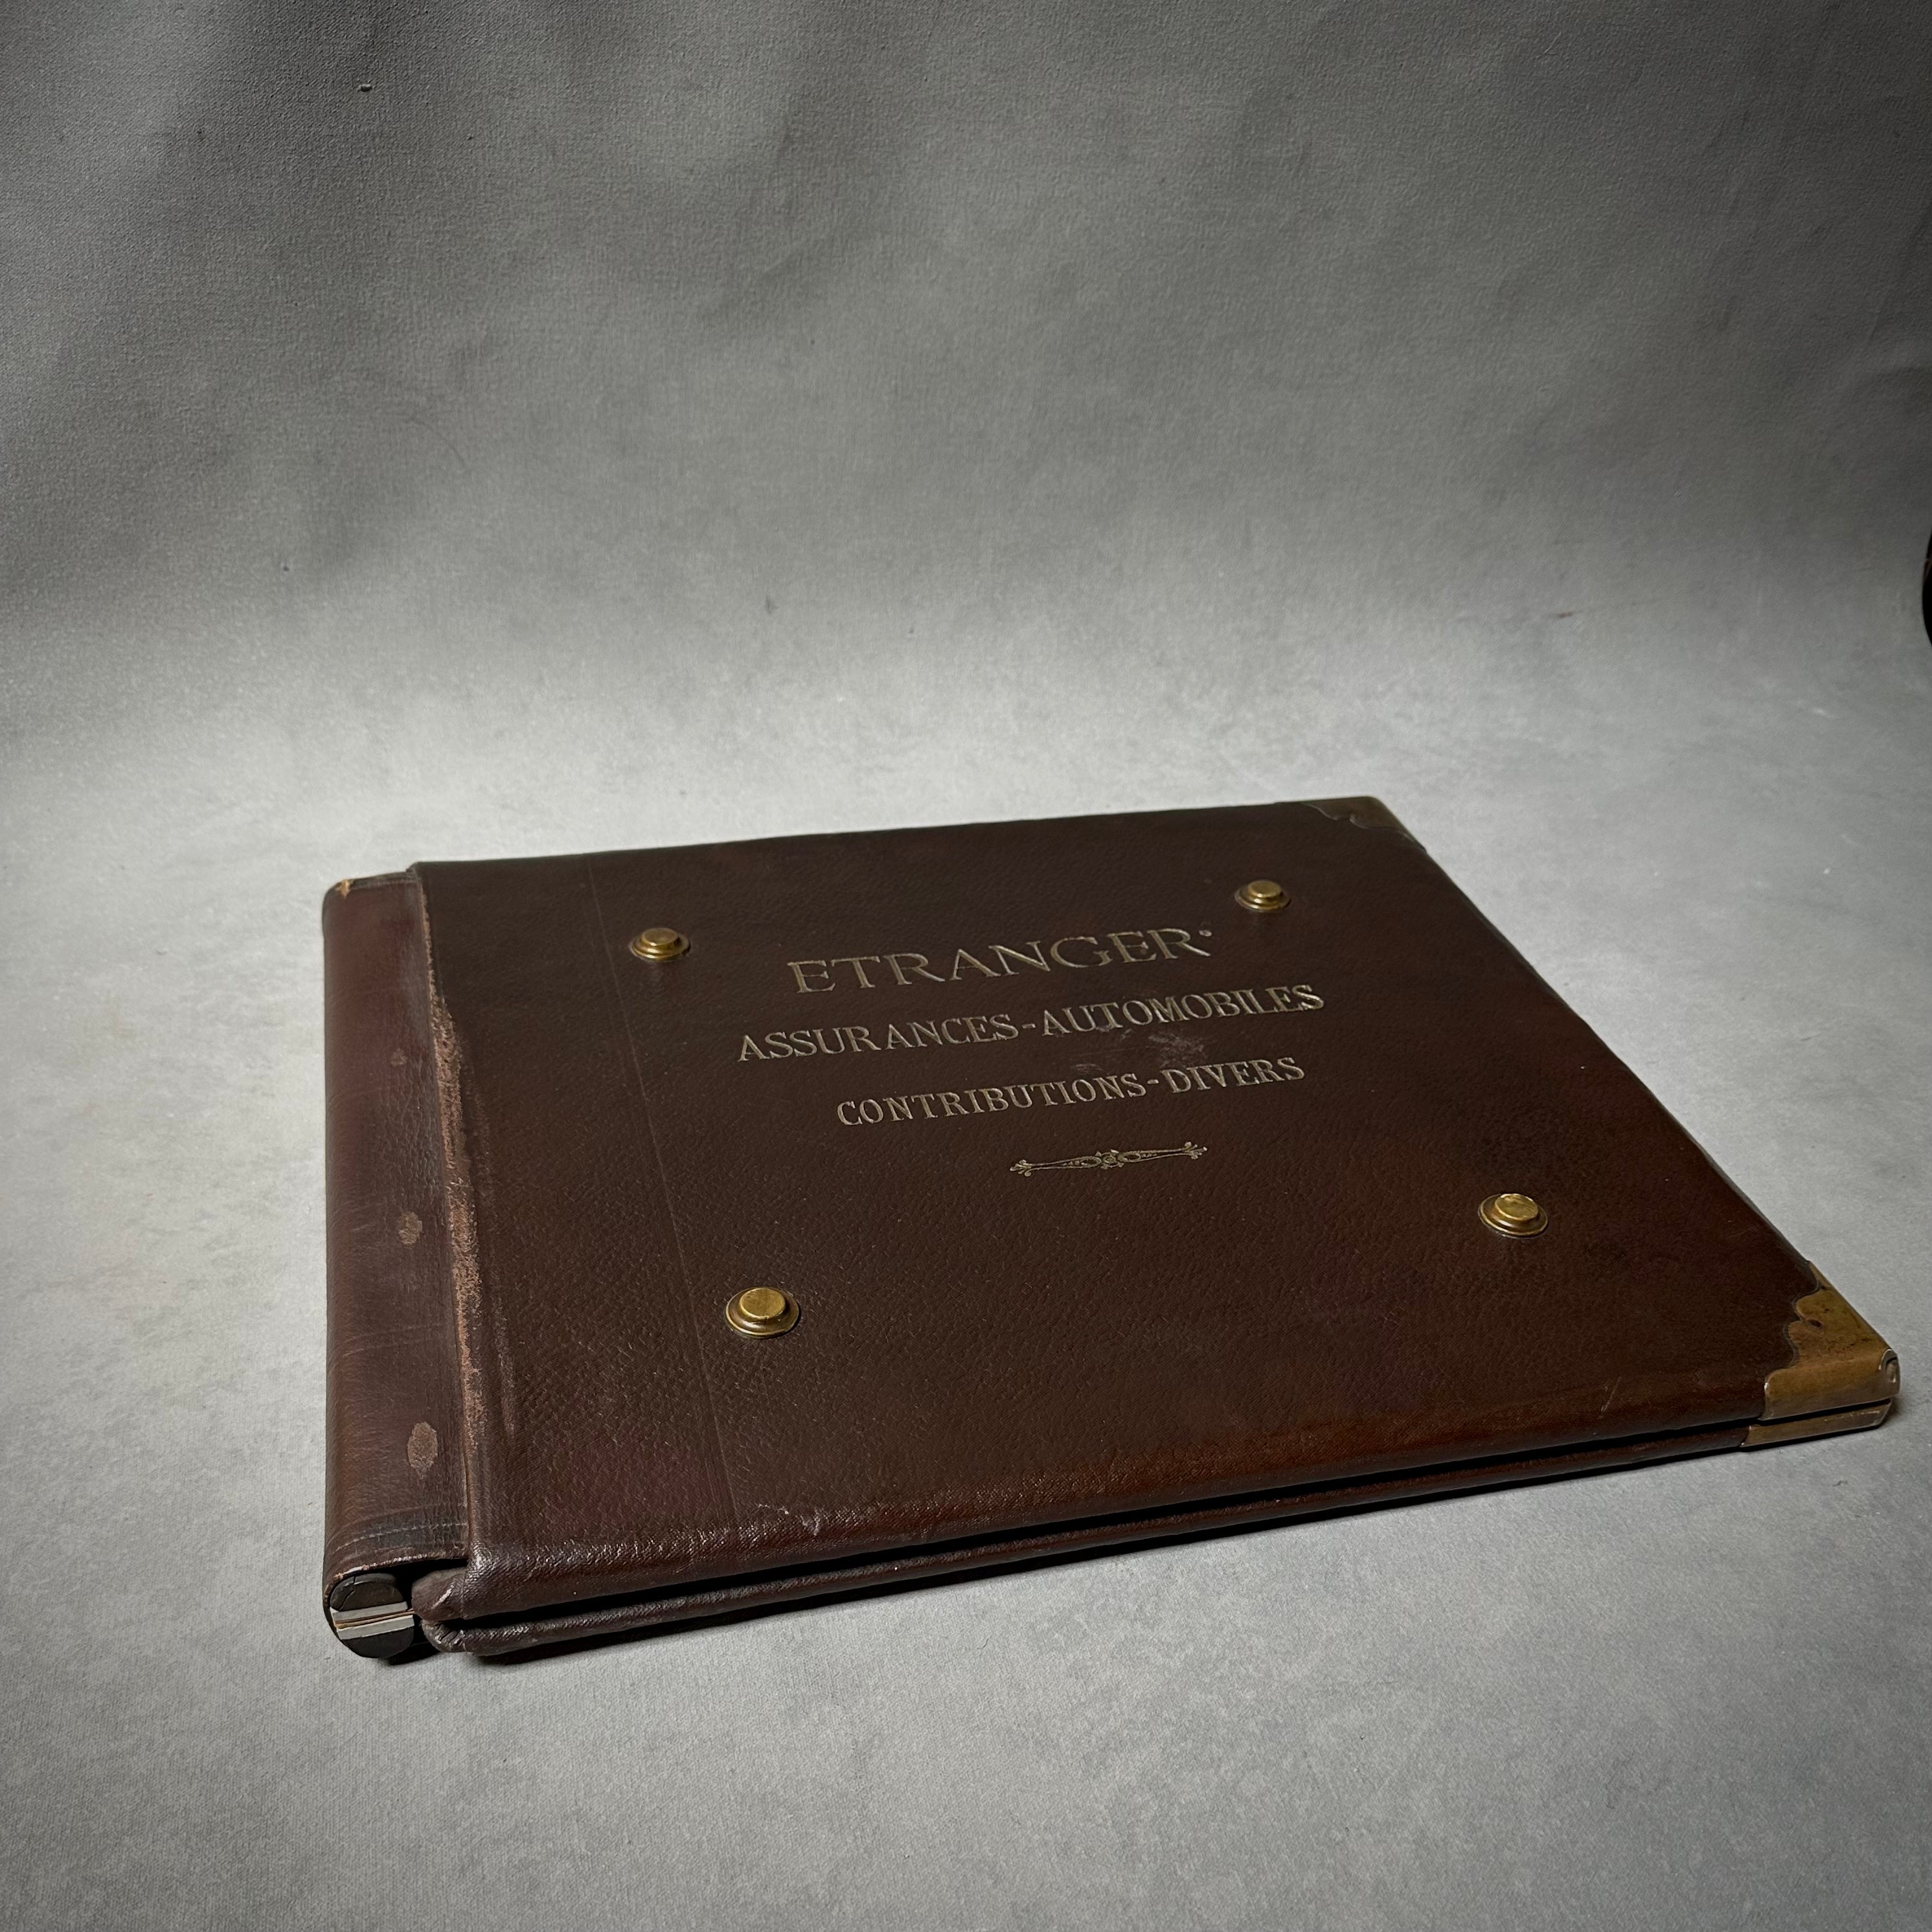 ETRANGER.
ASSURANCES-AUTOMOBILES
CONTRIBUTIONS-DIVERS